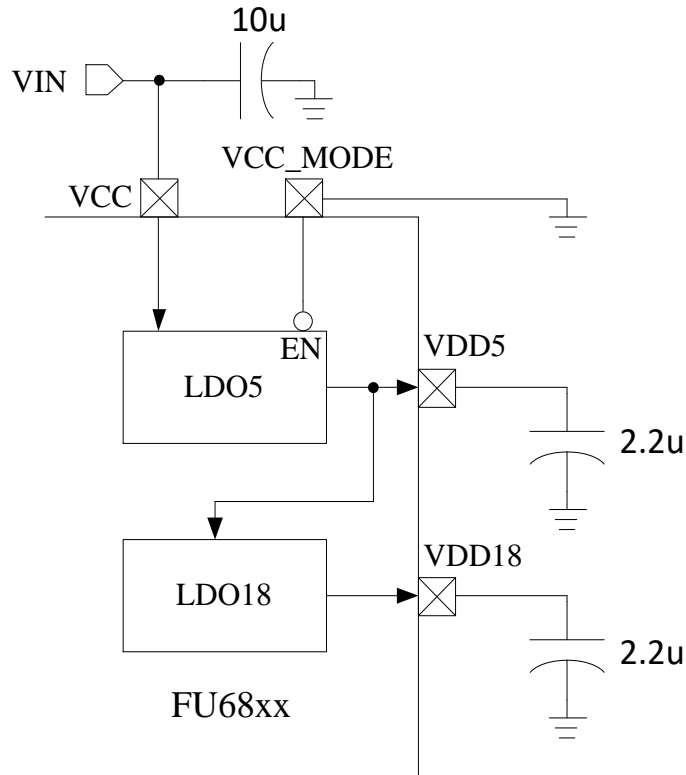 10u
VIN
VCC_MODE
VCC
EN
LDO5
VDD5
2.2u
LDO18
VDD18
2.2u
FU68xx